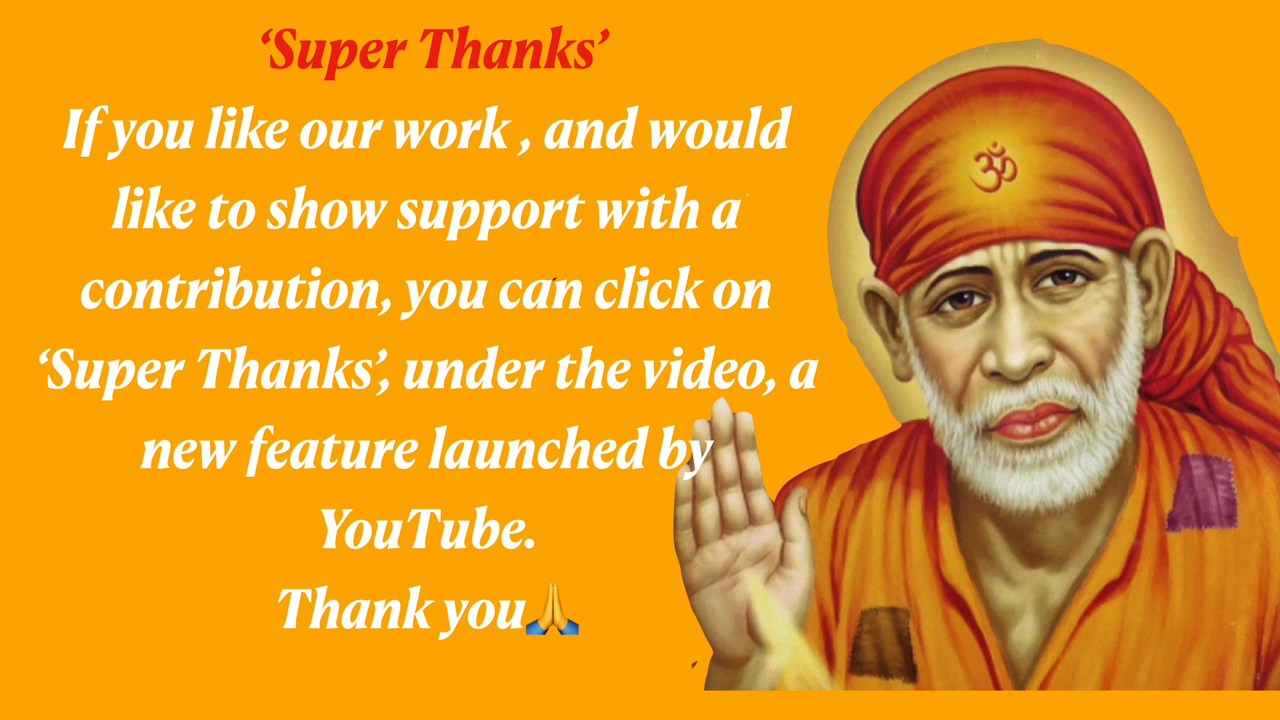 ‘Super Thanks’
If you like our work , and would
like to show support with a
contribution, you can click on
‘Super Thanks’, under the video, a
new feature launched by
YouTube.
Thank you🙏
ॐ